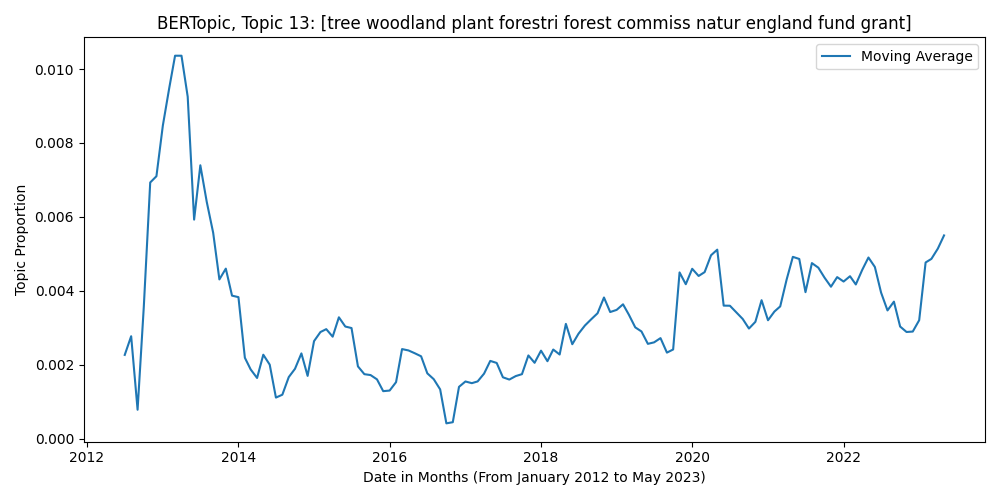 BERTopic, Topic 13: [tree woodland plant forestri forest commiss natur england fund grant]
Moving Average
0.010
0.008
0.006
0.004
0.002
0.000
Topic Proportion
2012 2014 2016 2018 2020 2022
Date in Months (From January 2012 to May 2023)